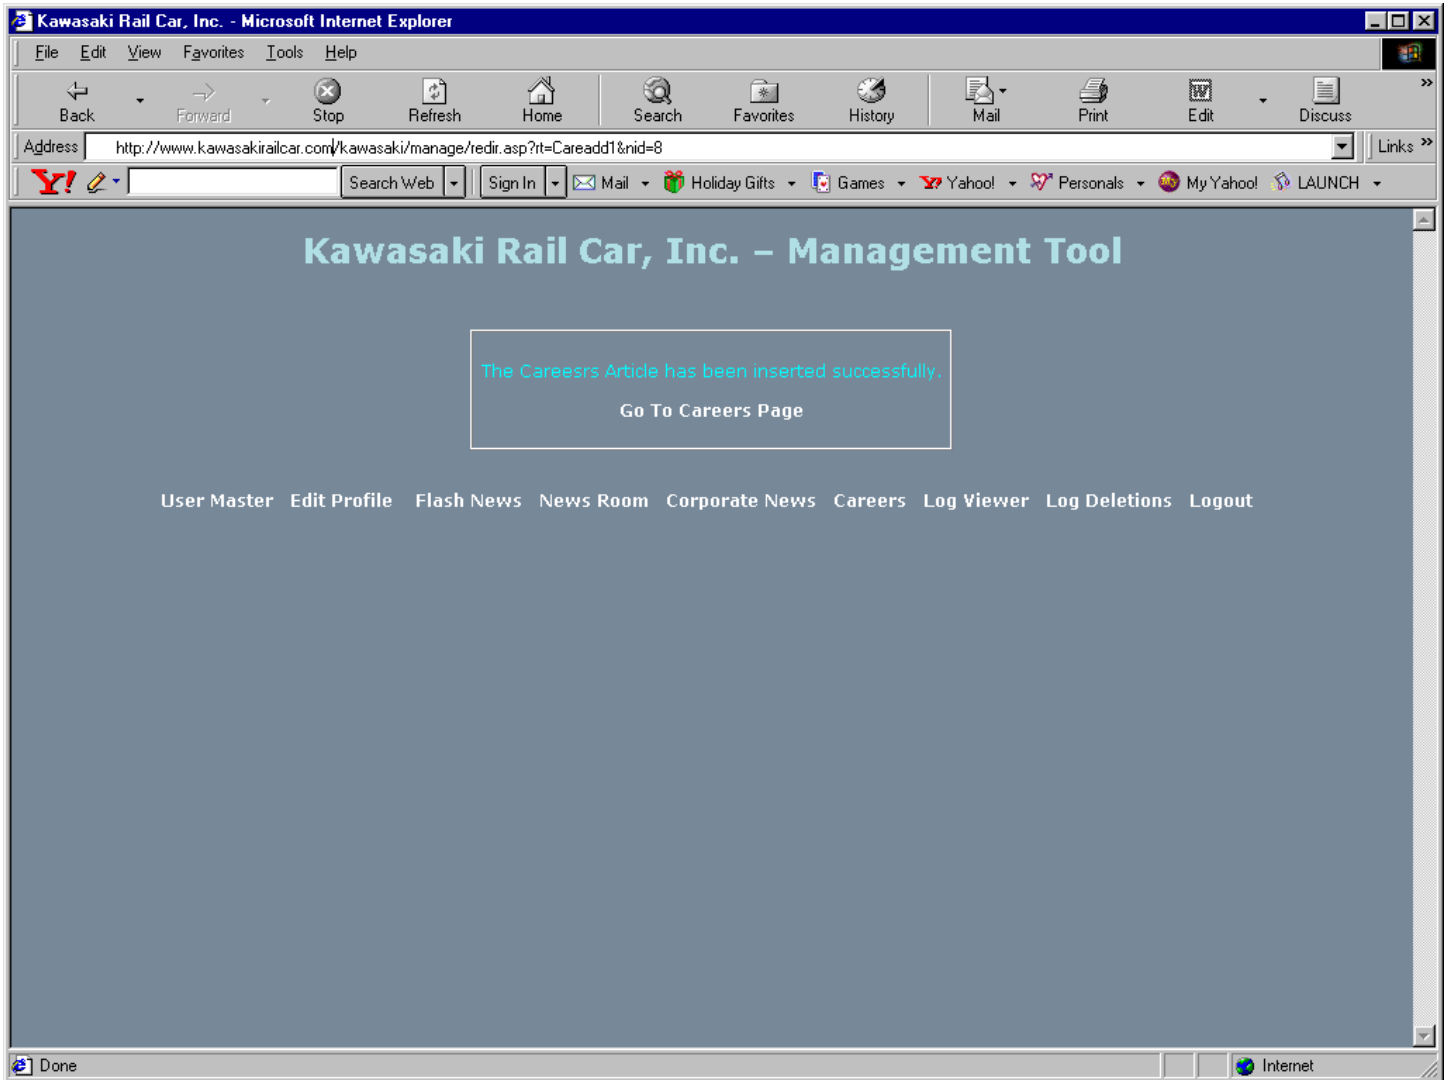 Kawasaki Rail Car, Inc. - Microsoft Internet Explorer
File Edit View Favorites Tools Help
Back Forward Stop Refresh Home Search Favorites History Mail Print Edit Discuss »
Address http://www.kawasakirailcar.com/kawasaki/manage/redir.asp?rt=Careadd1&nid=8 Links »
Y! Search Web Sign In Mail Holiday Gifts Games Yahoo! Personals My Yahoo! LAUNCH
Kawasaki Rail Car, Inc. – Management Tool
The Careesrs Article has been inserted successfully.
Go To Careers Page
User Master Edit Profile Flash News News Room Corporate News Careers Log Viewer Log Deletions Logout
Done Internet